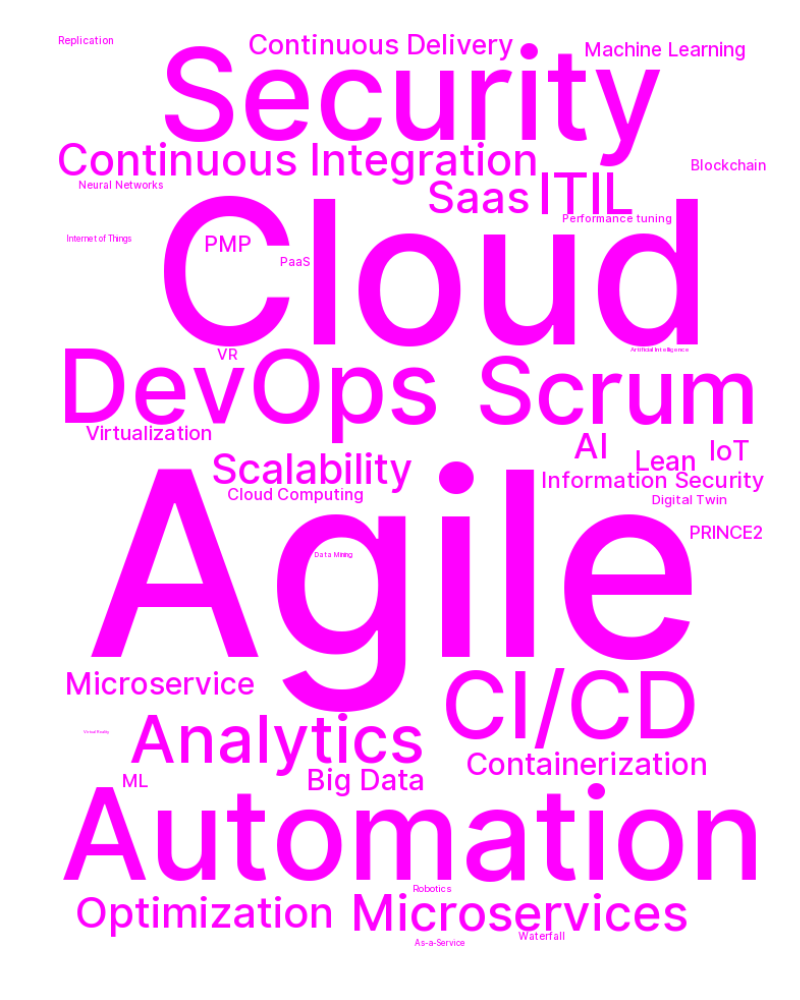 Replication
Continuous Delivery
Machine Learning
Security
Continuous Integration
Blockchain
Neural Networks
Saas
ITIL
Performance tuning
Internet of Things
PMP
PaaS
Cloud
VR
Artificial Intelligence
DevOps
Scrum
Virtualization
AI
IoT
Lean
Scalability
Information Security
Cloud Computing
Digital Twin
PRINCE2
Data Mining
Agile
Microservice
CI/CD
Virtual Reality
Analytics
Containerization
ML
Big Data
Automation
Robotics
Optimization
Microservices
Waterfall
As-a-Service